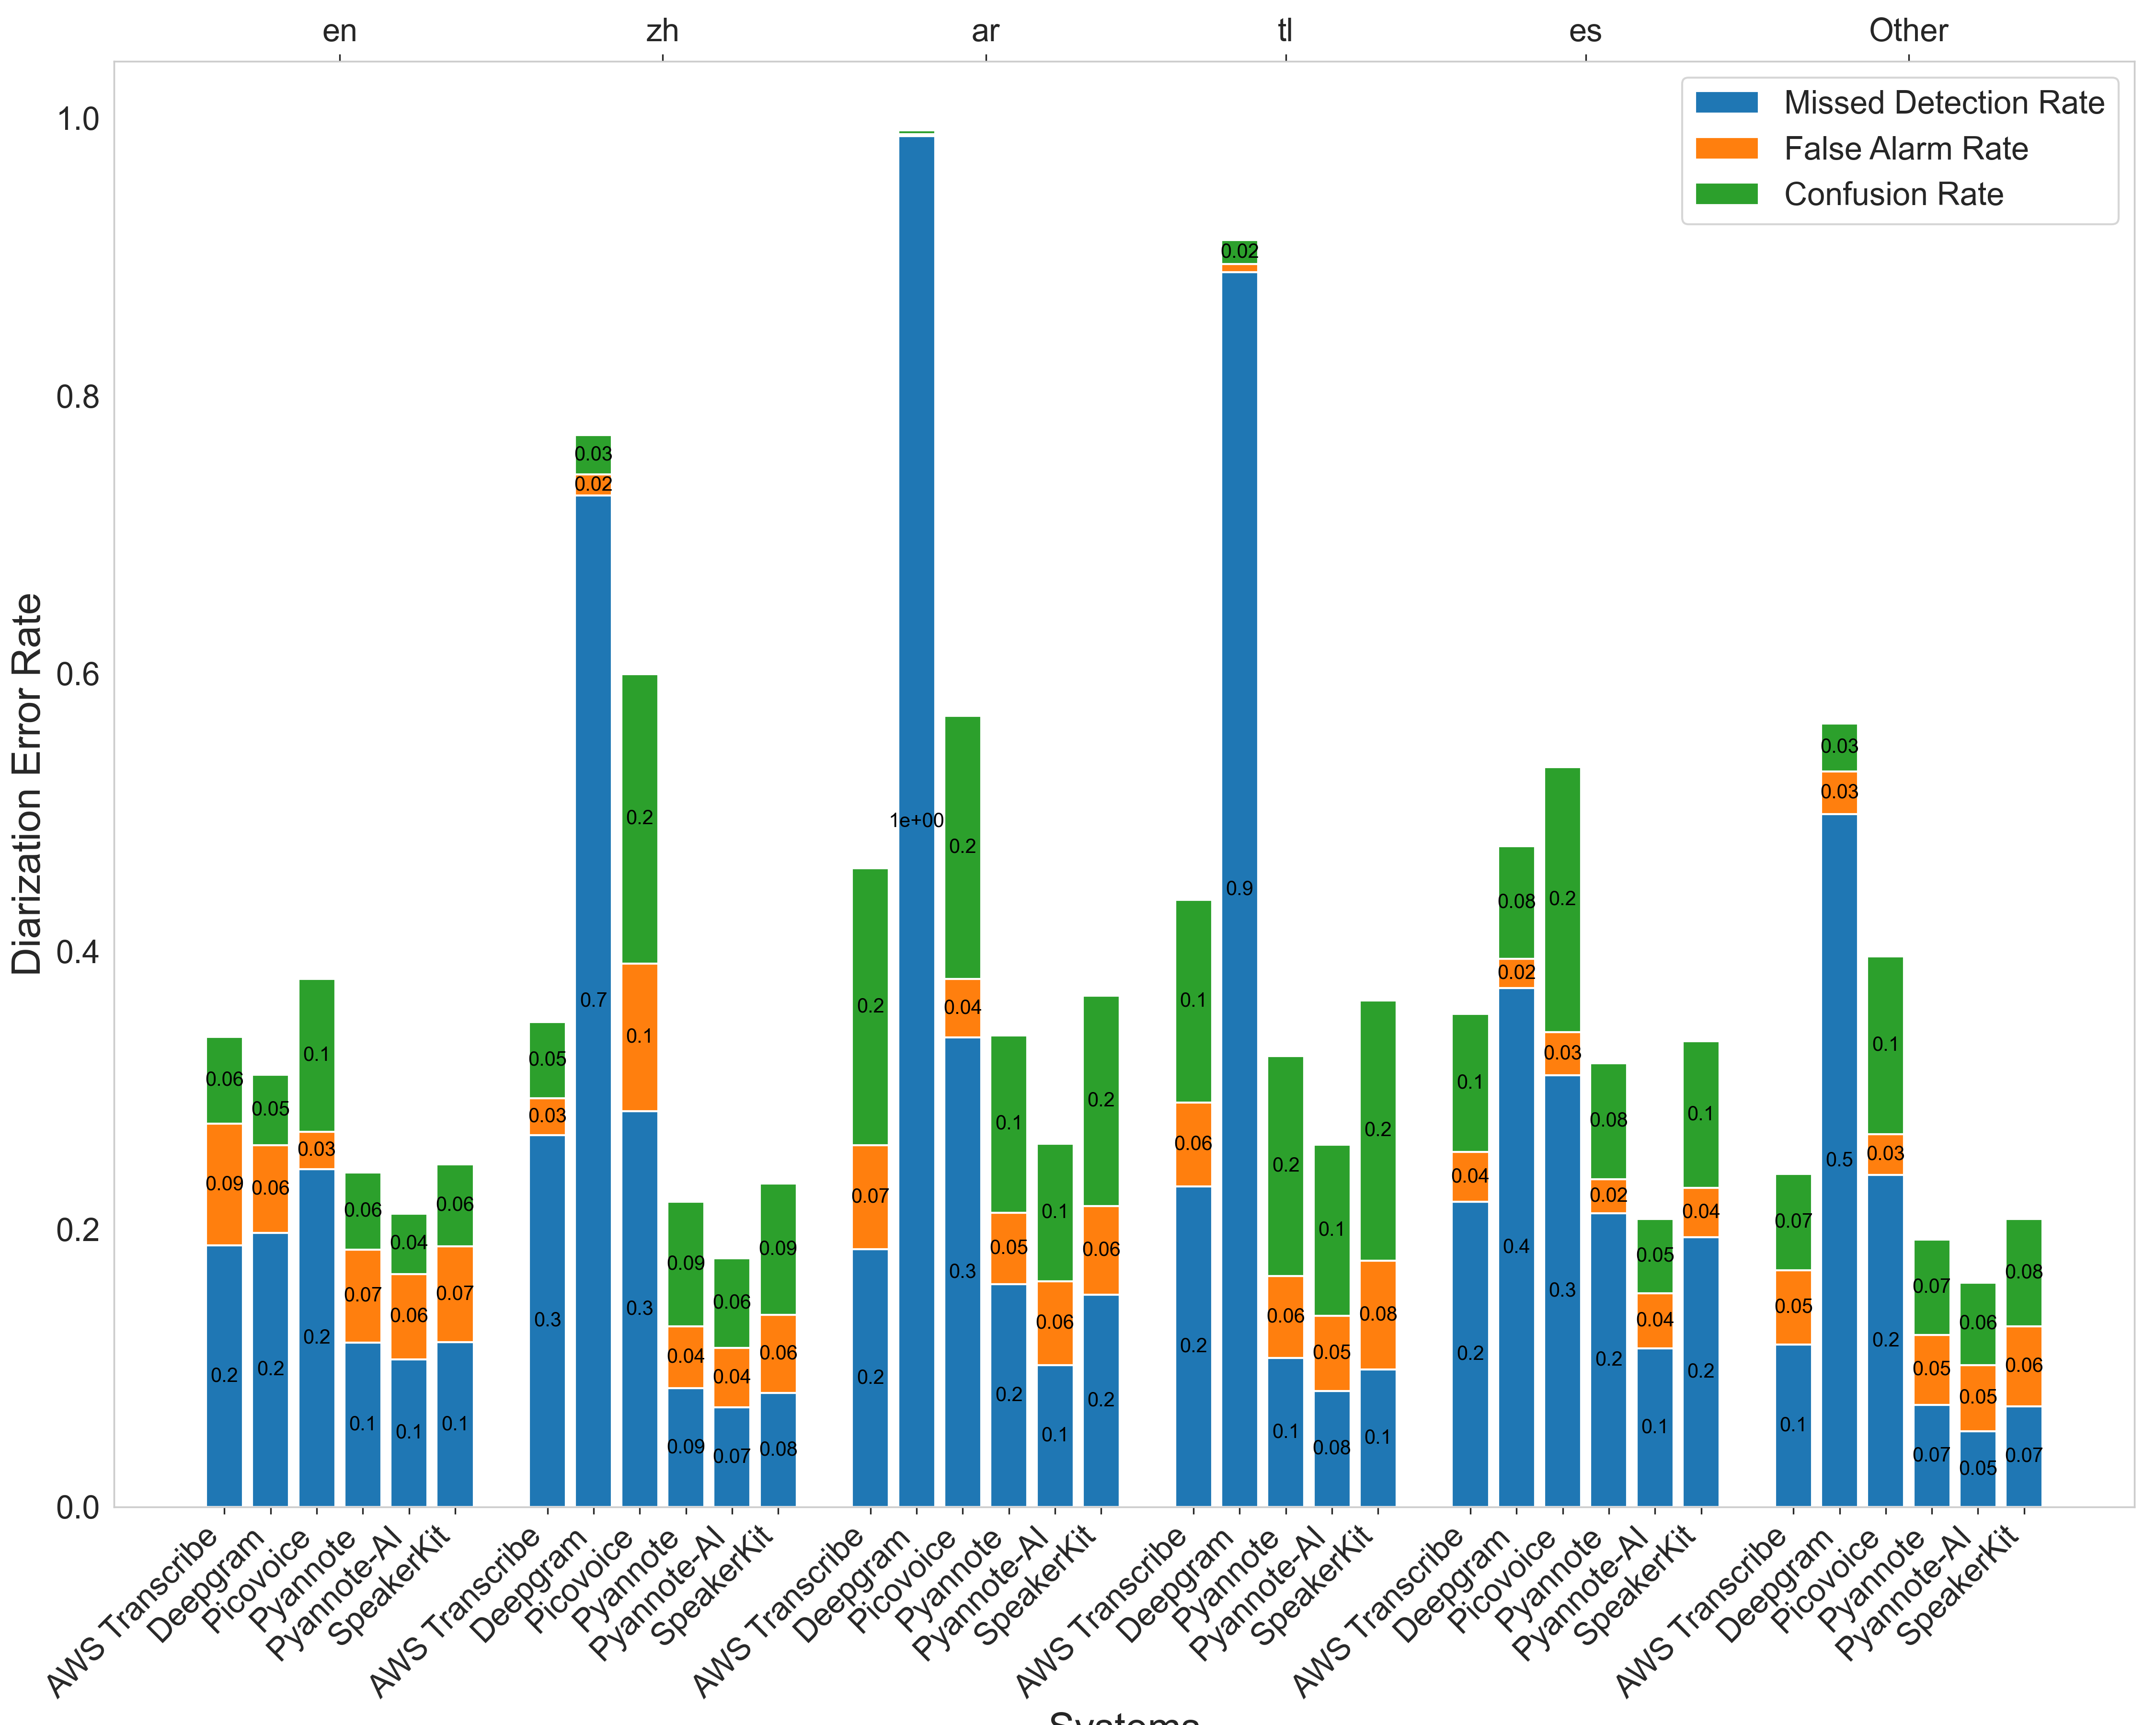 en zh ar tl es Other
Missed Detection Rate
False Alarm Rate
Confusion Rate
Diarization Error Rate
1.0
0.8
0.6
0.4
0.2
0.0
0.2 0.09 0.06
0.2 0.06 0.05
0.2 0.03 0.1
0.1 0.07 0.06
0.1 0.06 0.04
0.1 0.07 0.06
0.3 0.03 0.05
0.7 0.02 0.03
0.3 0.1 0.2
0.09 0.04 0.09
0.07 0.04 0.06
0.08 0.06 0.09
0.2 0.07 0.2
1e+00
0.3 0.04 0.2
0.2 0.05 0.1
0.1 0.06 0.1
0.2 0.06 0.2
0.2 0.06 0.1
0.9 0.02
0.1 0.06 0.2
0.08 0.05 0.1
0.1 0.08 0.2
0.2 0.04 0.1
0.4 0.02 0.08
0.3 0.03 0.2
0.2 0.02 0.08
0.1 0.04 0.05
0.2 0.04 0.1
0.1 0.05 0.07
0.5 0.03 0.03
0.2 0.03 0.1
0.07 0.05 0.07
0.05 0.05 0.06
0.07 0.06 0.08
AWS Transcribe
Deepgram
Picovoice
Pyannote
Pyannote-AI
SpeakerKit
AWS Transcribe
Deepgram
Picovoice
Pyannote
Pyannote-AI
SpeakerKit
AWS Transcribe
Deepgram
Picovoice
Pyannote
Pyannote-AI
SpeakerKit
AWS Transcribe
Deepgram
Pyannote
Pyannote-AI
SpeakerKit
AWS Transcribe
Deepgram
Picovoice
Pyannote
Pyannote-AI
SpeakerKit
AWS Transcribe
Deepgram
Picovoice
Pyannote
Pyannote-AI
SpeakerKit
Systems